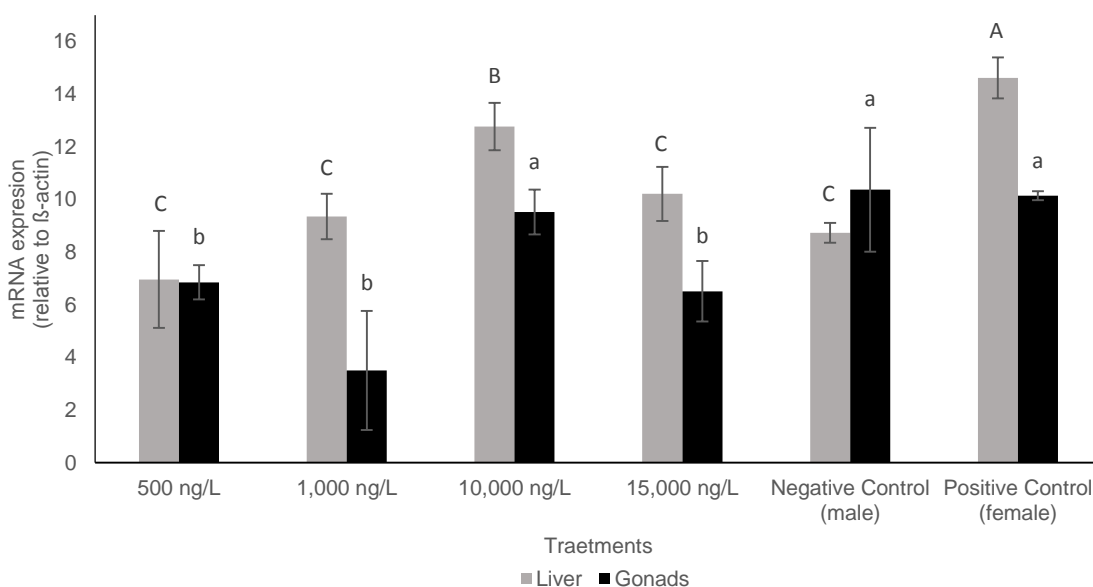 mRNA expresion
(relative to ß-actin)
16
14
12
10
8
6
4
2
0
C
b
C
b
B
a
C
b
C
a
A
a
500 ng/L
1,000 ng/L
10,000 ng/L
15,000 ng/L
Negative Control
(male)
Positive Control
(female)
Traetments
Liver
Gonads